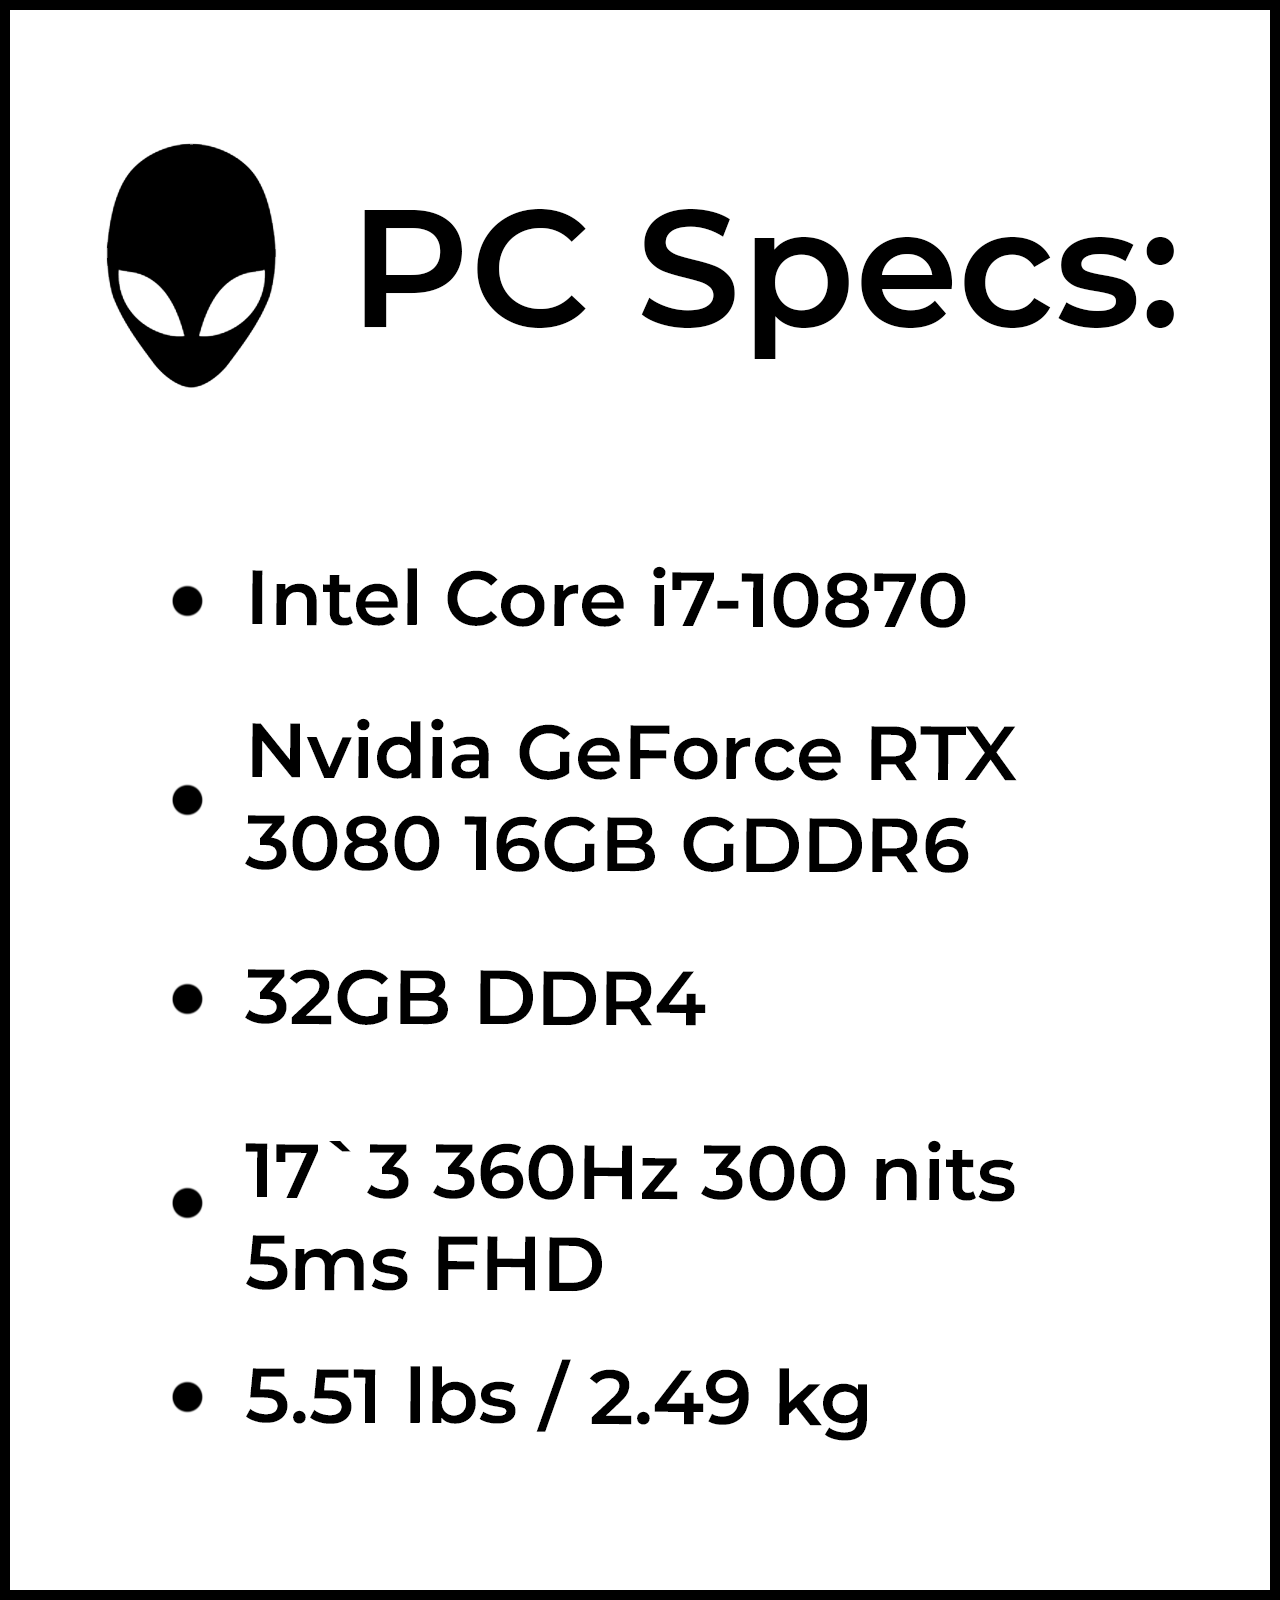 PC Specs:
• Intel Core i7-10870
• Nvidia GeForce RTX
3080 16GB GDDR6
• 32GB DDR4
• 17`3 360Hz 300 nits
5ms FHD
• 5.51 lbs / 2.49 kg